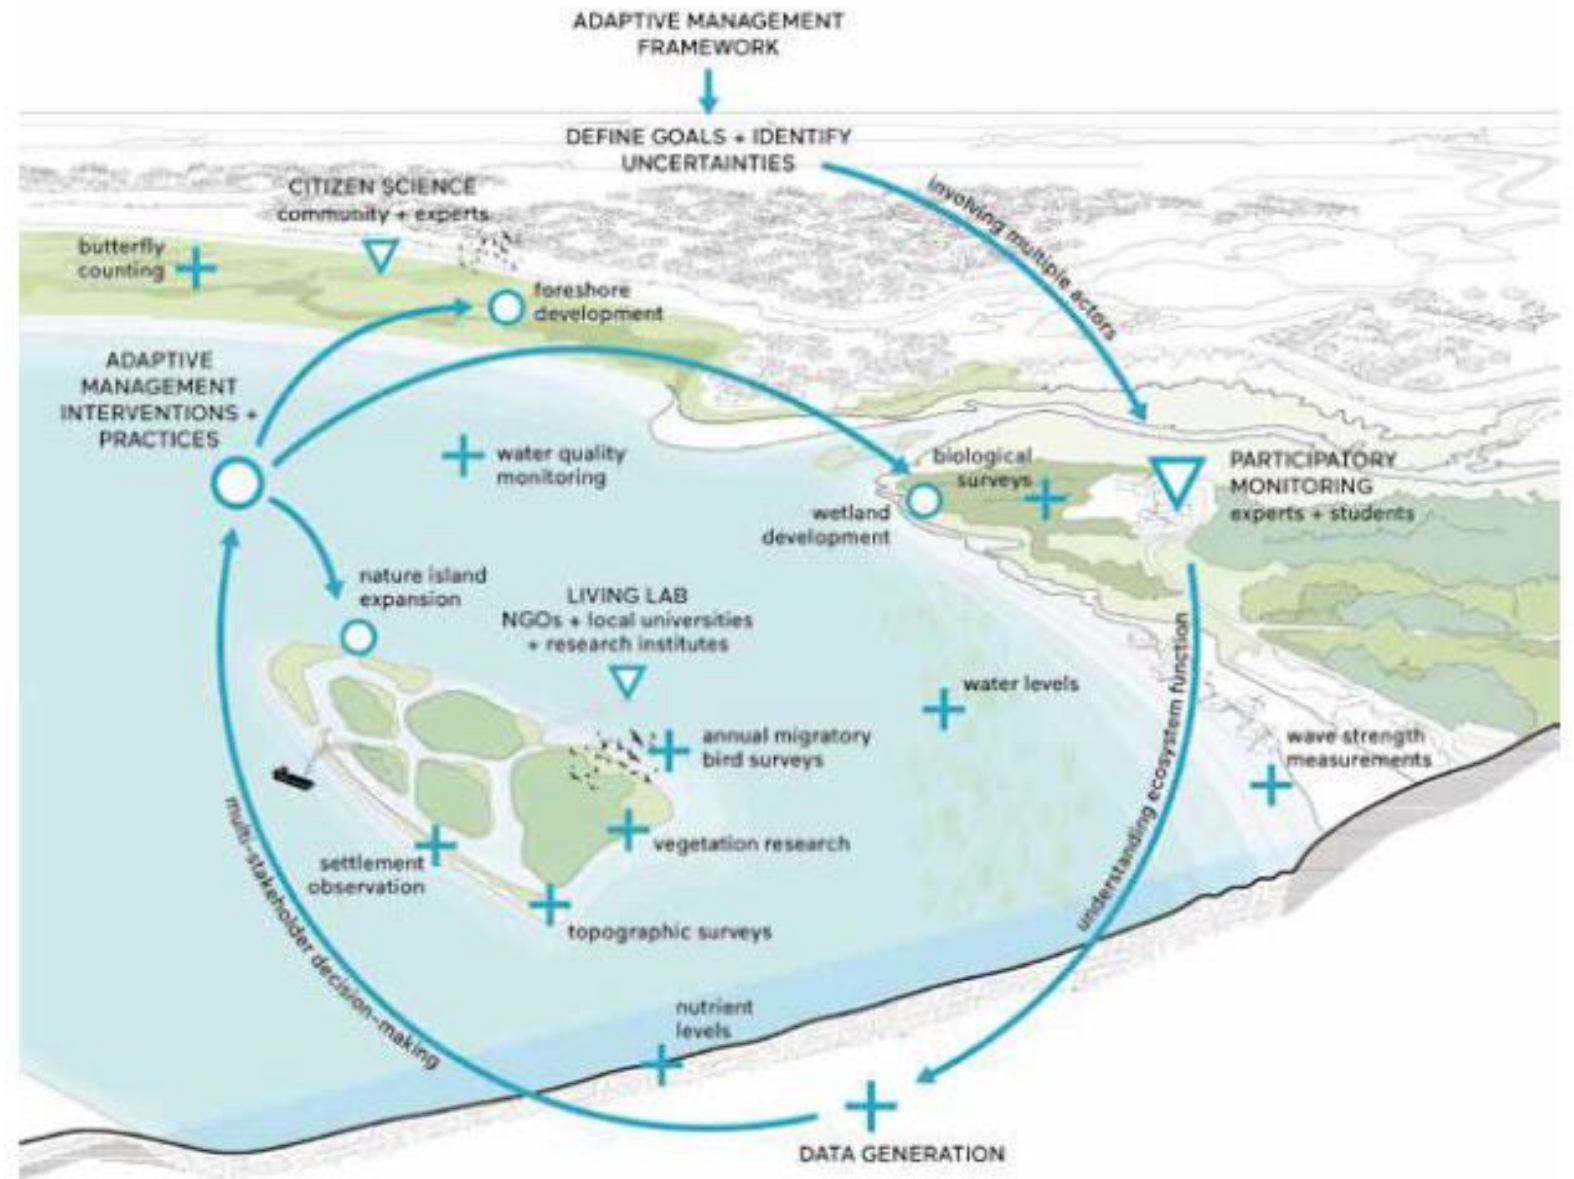 ADAPTIVE MANAGEMENT
FRAMEWORK
DEFINE GOALS + IDENTIFY
UNCERTAINTIES
involving multiple actors
CITIZEN SCIENCE
community + experts
butterfly
counting
foreshore
development
ADAPTIVE
MANAGEMENT
INTERVENTIONS +
PRACTICES
water quality
monitoring
biological
surveys
PARTICIPATORY
MONITORING
experts + students
wetland
development
nature island
expansion
LIVING LAB
NGOs + local universities
+ research institutes
understanding ecosystem function
water levels
annual migratory
bird surveys
wave strength
measurements
vegetation research
settlement
observation
topographic surveys
multi-stakeholder decision-making
nutrient
levels
DATA GENERATION